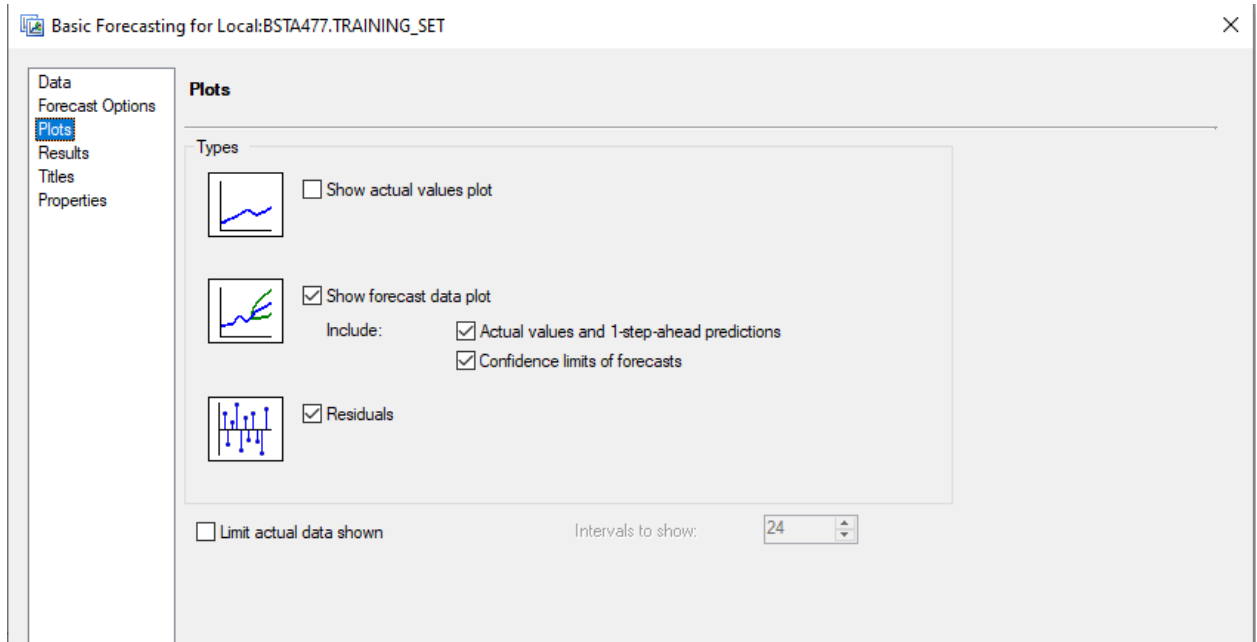 Basic Forecasting for Local:BSTA477.TRAINING_SET
Data
Forecast Options
Plots
Results
Titles
Properties
Plots
Types
Show actual values plot
Show forecast data plot
Include: Actual values and 1-step-ahead predictions
Confidence limits of forecasts
Residuals
Limit actual data shown Intervals to show: 24